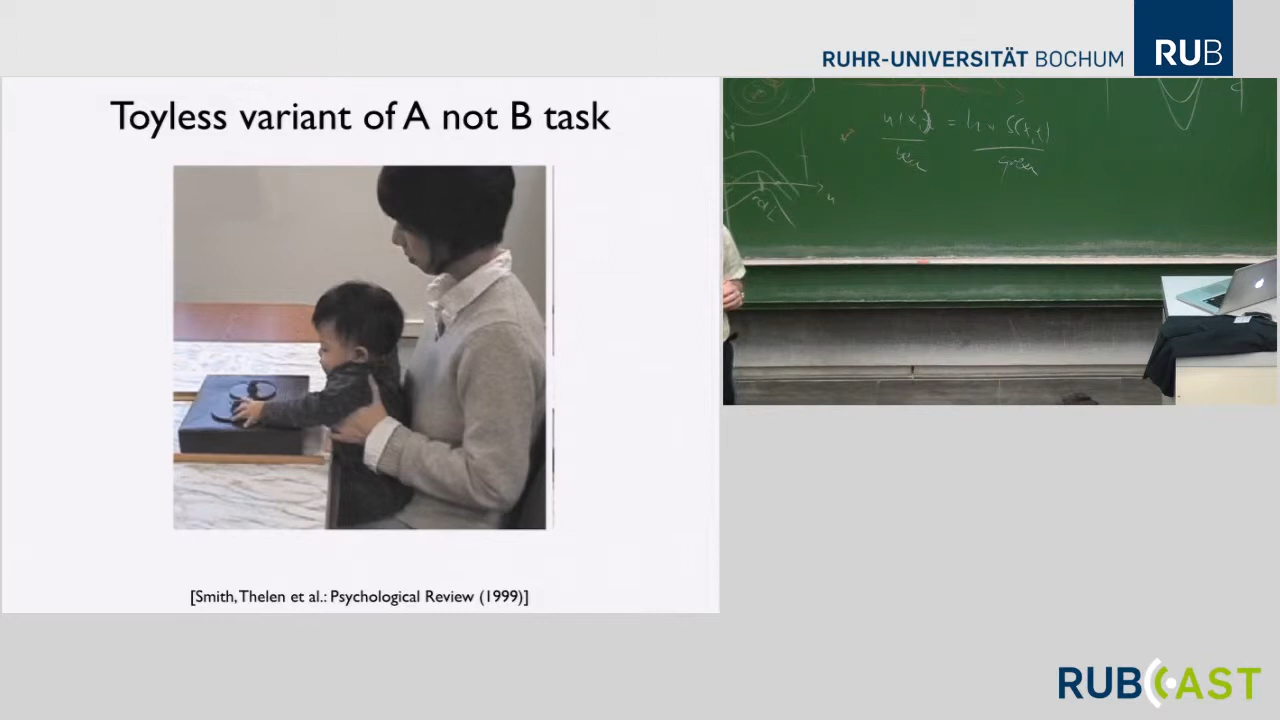 RUHR-UNIVERSITÄT BOCHUM RUB
Toyless variant of A not B task
[Smith, Thelen et al.: Psychological Review (1999)]
RUBCAST